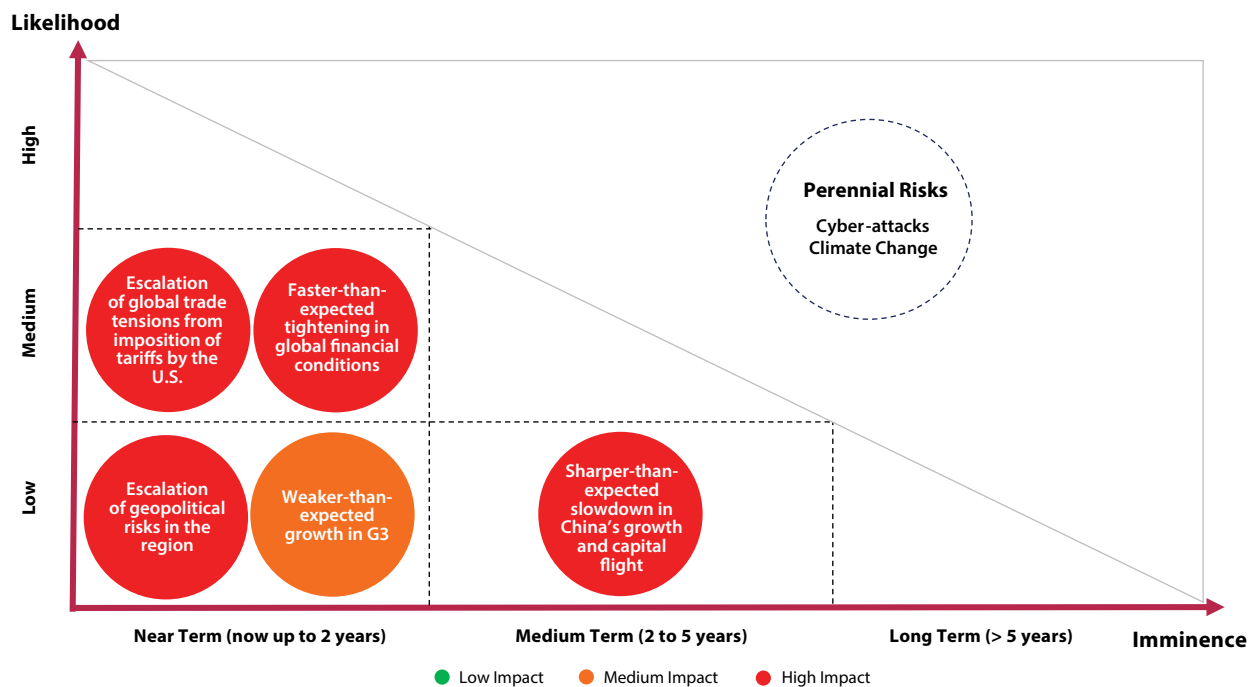 Likelihood
High
Perennial Risks
Cyber-attacks
Climate Change
Medium
Escalation
of global trade
tensions from
imposition of
tariffs by the
U.S.
Faster-than-
expected
tightening in
global financial
conditions
Low
Escalation
of geopolitical
risks in the
region
Weaker-than-
expected
growth in G3
Sharper-than-
expected
slowdown in
China's growth
and capital
flight
Near Term (now up to 2 years)
Medium Term (2 to 5 years)
Long Term (> 5 years)
Imminence
Low Impact
Medium Impact
High Impact